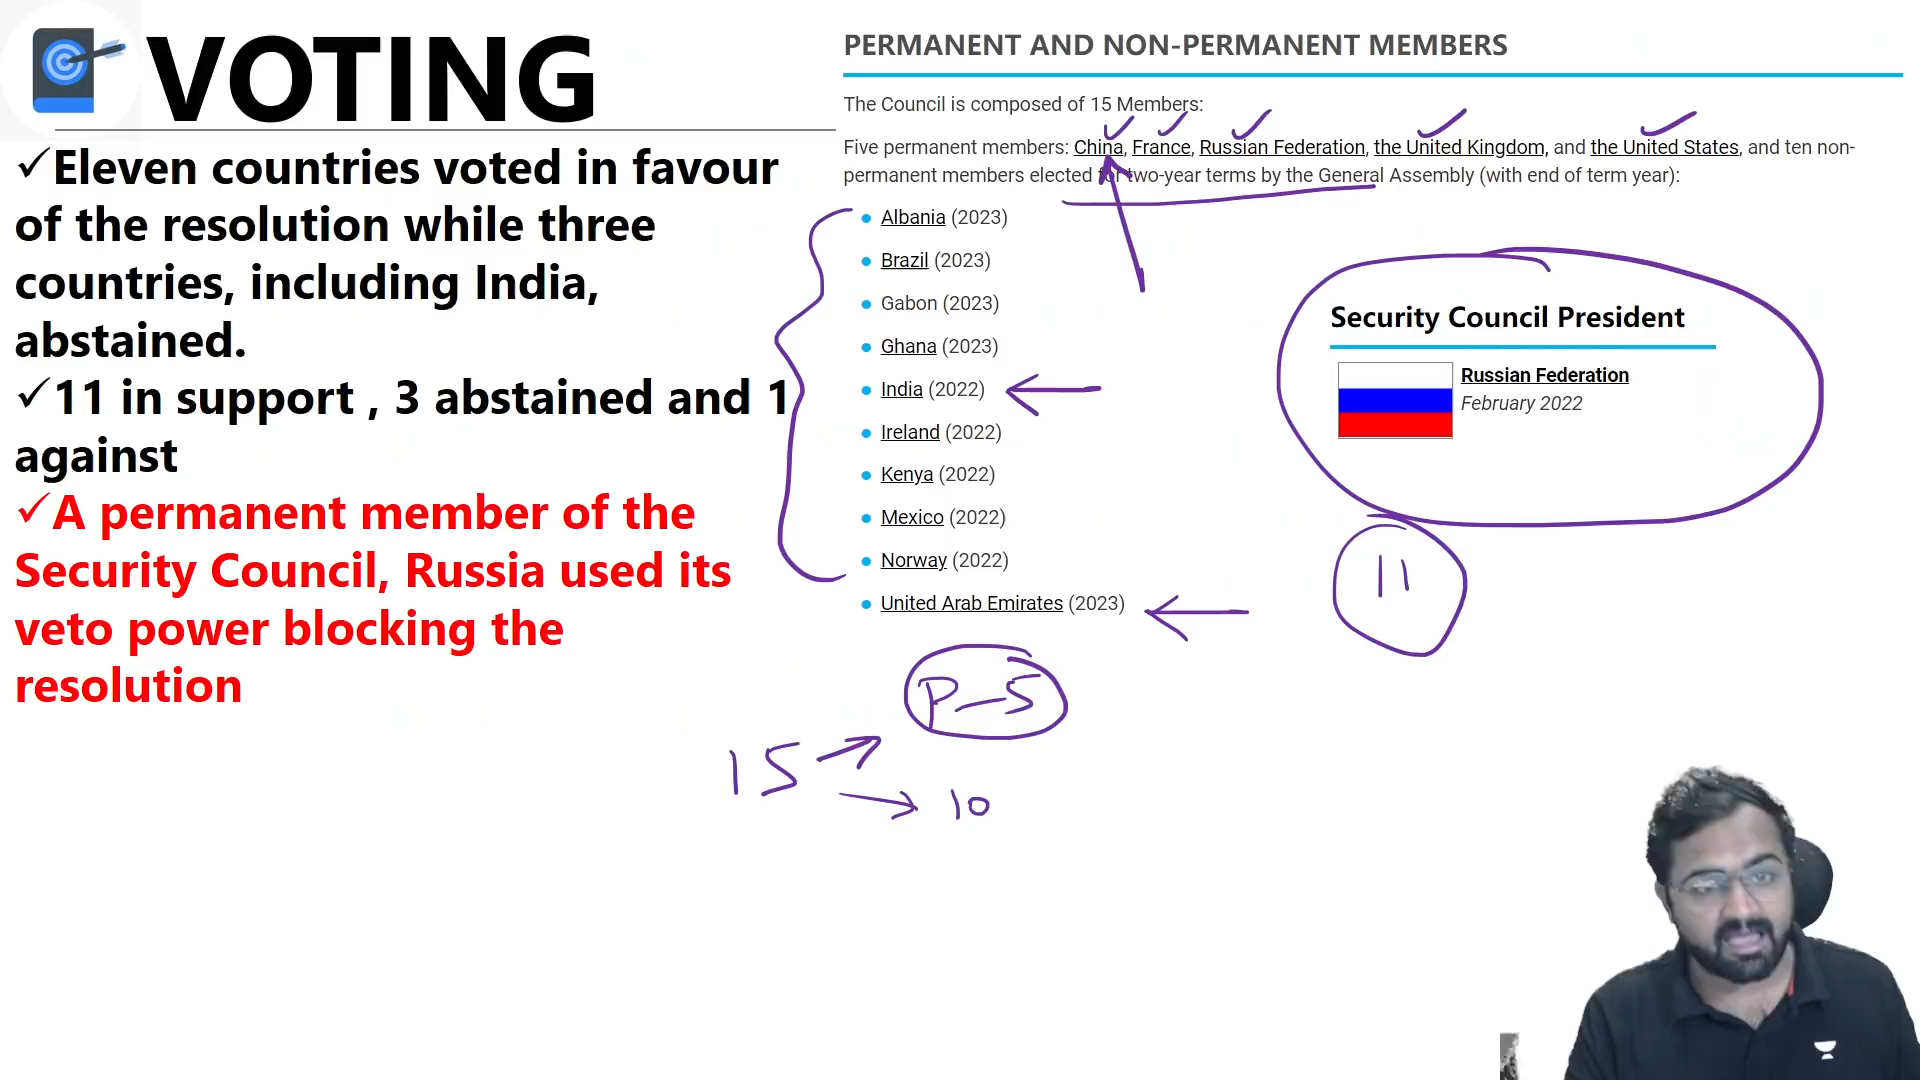 VOTING
✓Eleven countries voted in favour
of the resolution while three
countries, including India,
abstained.
✓11 in support , 3 abstained and 1
against
✓A permanent member of the
Security Council, Russia used its
veto power blocking the
resolution
PERMANENT AND NON-PERMANENT MEMBERS
The Council is composed of 15 Members:
Five permanent members: China, France, Russian Federation, the United Kingdom, and the United States, and ten non-
permanent members elected for two-year terms by the General Assembly (with end of term year):
Albania (2023)
Brazil (2023)
Gabon (2023)
Ghana (2023)
India (2022)
Ireland (2022)
Kenya (2022)
Mexico (2022)
Norway (2022)
United Arab Emirates (2023)
Security Council President
Russian Federation
February 2022
11
P-5
15
10